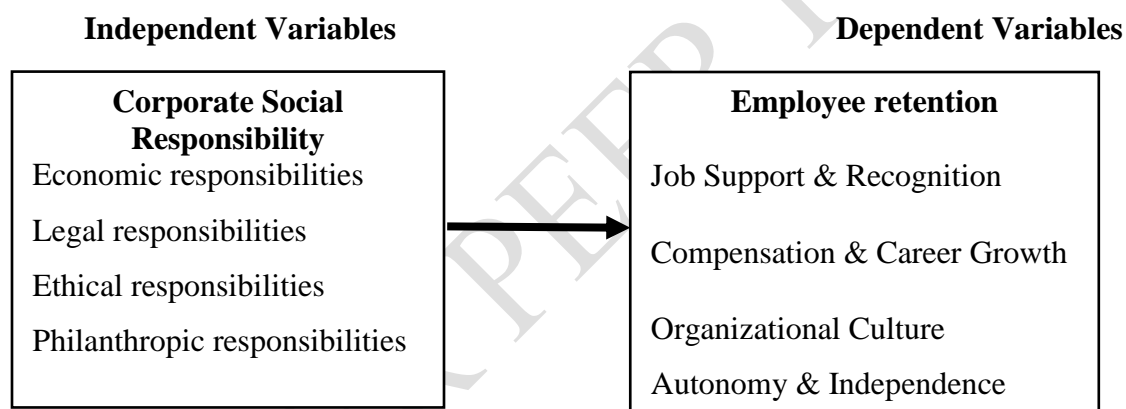 Independent Variables
Dependent Variables
Corporate Social
Responsibility
Economic responsibilities
Legal responsibilities
Ethical responsibilities
Philanthropic responsibilities
Employee retention
Job Support & Recognition
Compensation & Career Growth
Organizational Culture
Autonomy & Independence